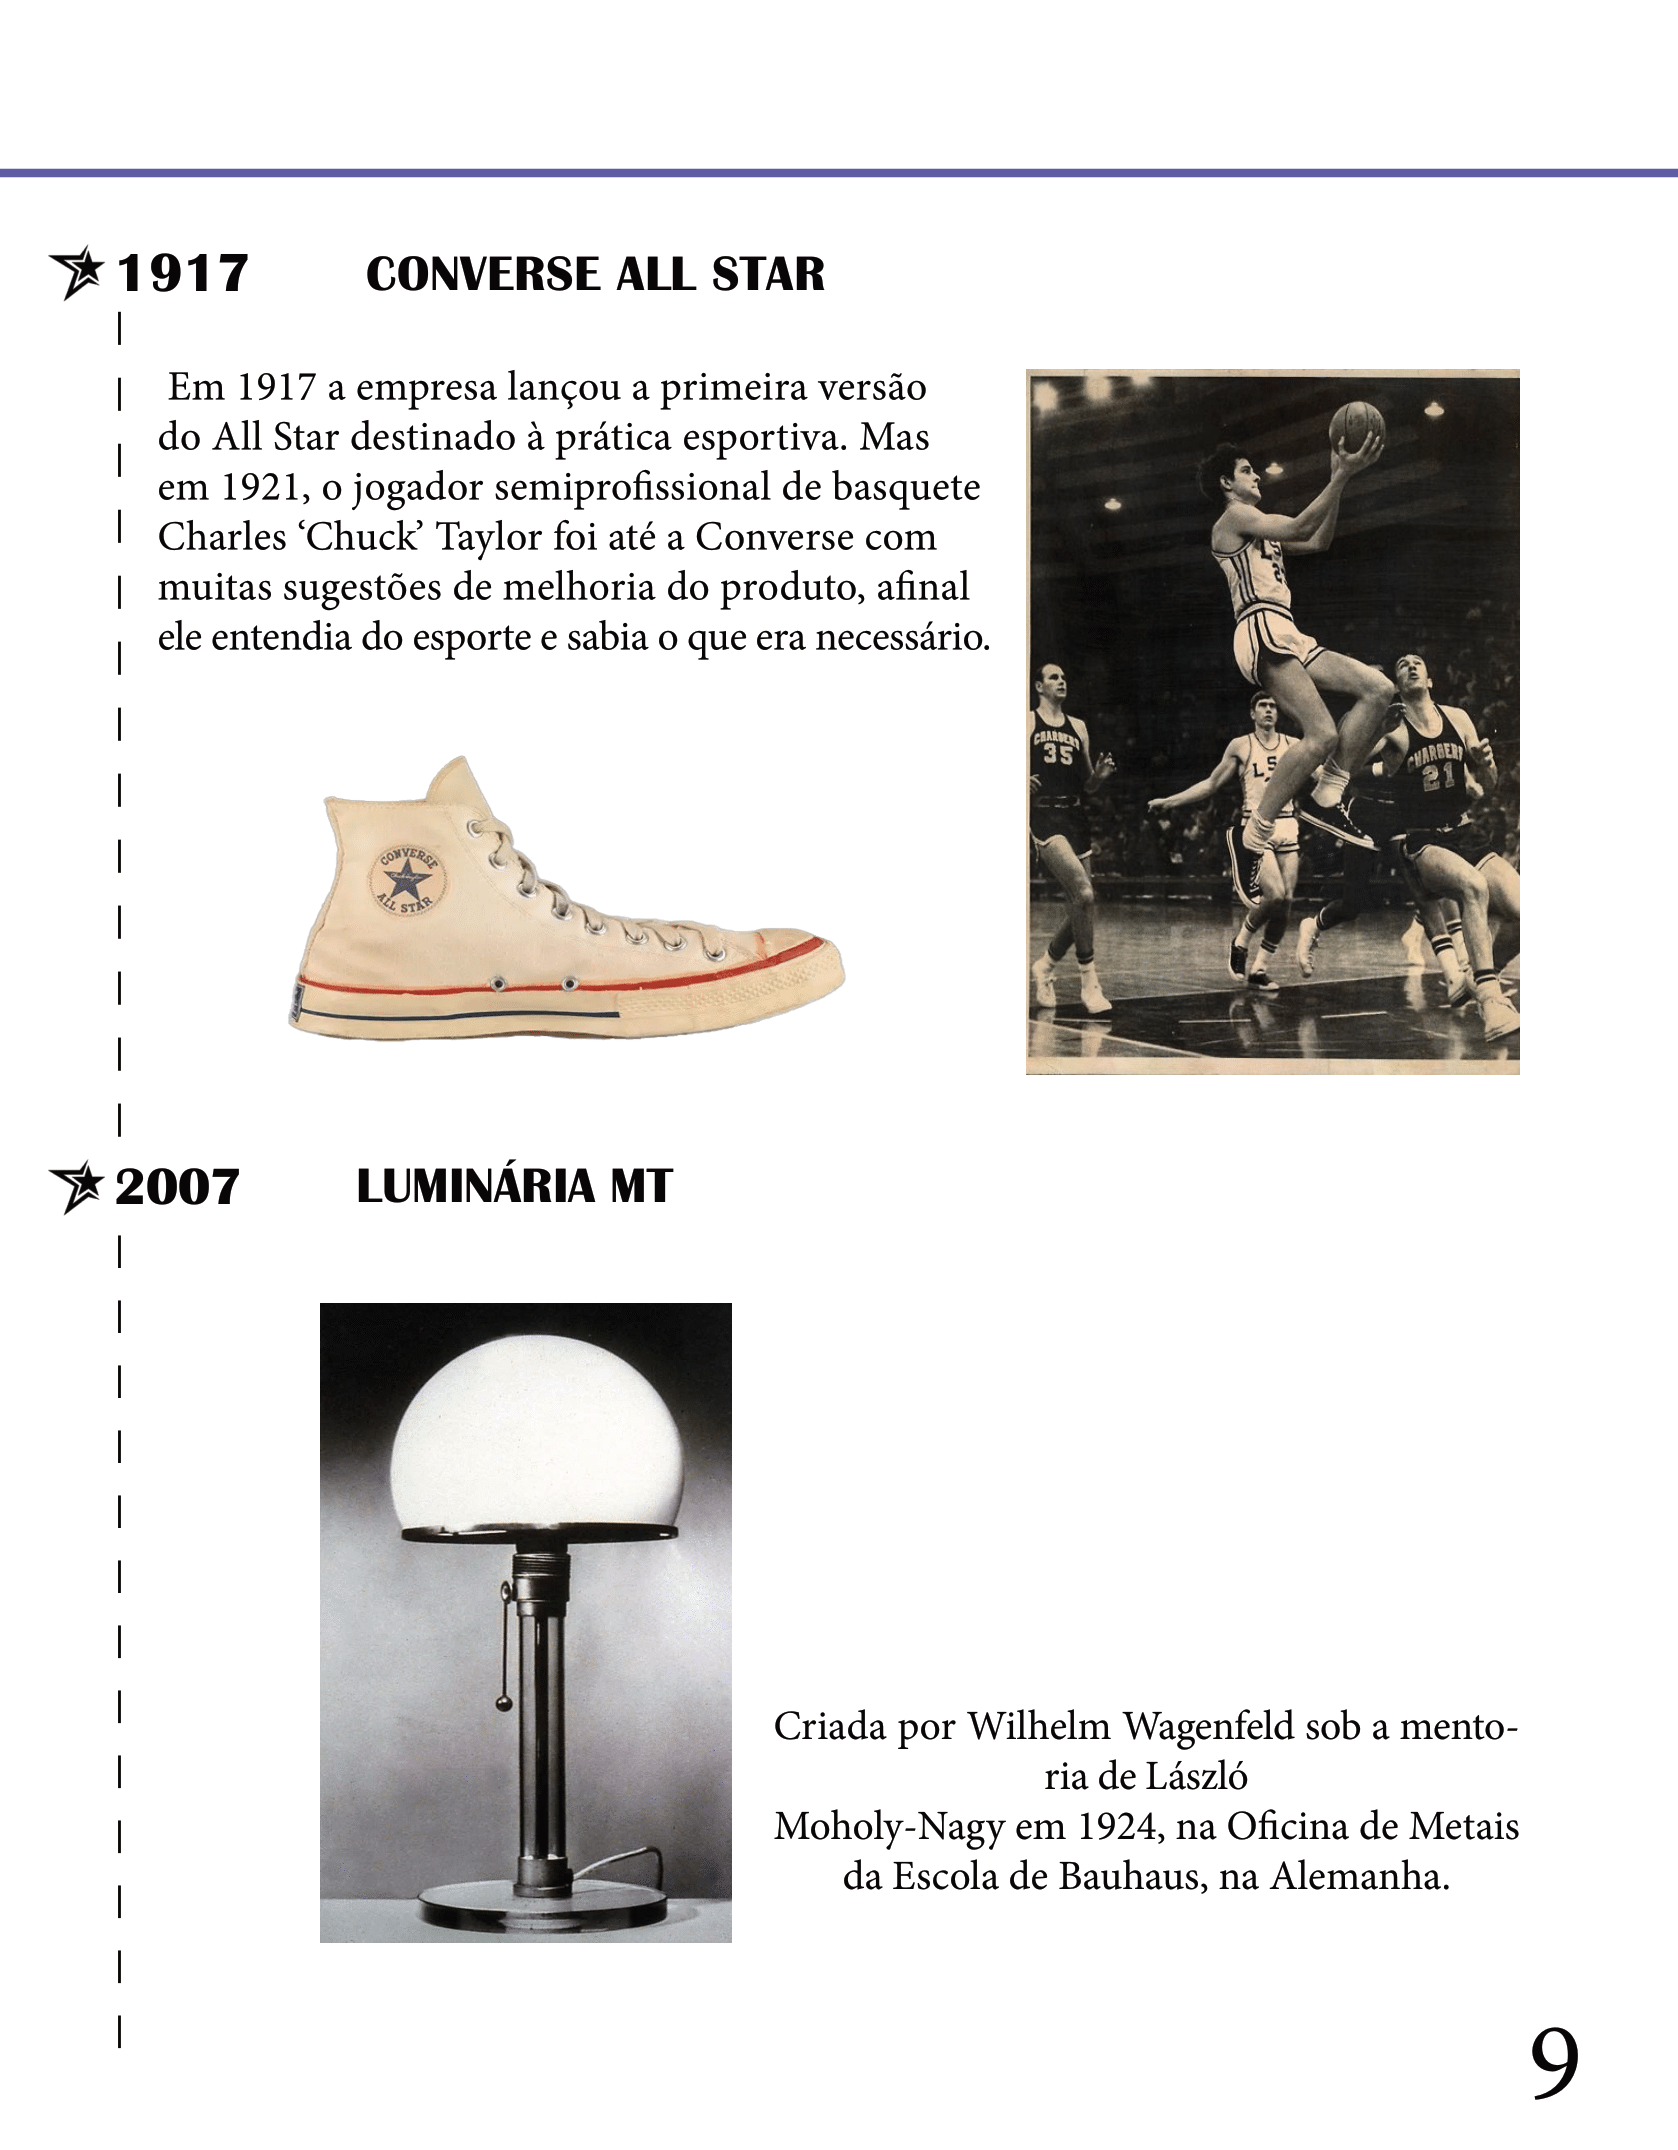 1917 CONVERSE ALL STAR
Em 1917 a empresa lançou a primeira versão
do All Star destinado à prática esportiva. Mas
em 1921, o jogador semiprofissional de basquete
Charles ‘Chuck’ Taylor foi até a Converse com
muitas sugestões de melhoria do produto, afinal
ele entendia do esporte e sabia o que era necessário.
CONVERSE
ALL STAR
CHARGERS
35
CHARGERS
21
2007 LUMINÁRIA MT
Criada por Wilhelm Wagenfeld sob a mento-
ria de László
Moholy-Nagy em 1924, na Oficina de Metais
da Escola de Bauhaus, na Alemanha.
9